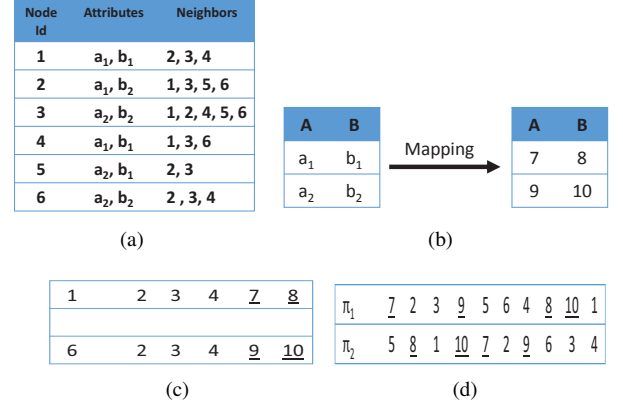 Node Id Attributes Neighbors
1 a₁, b₁ 2, 3, 4
2 a₁, b₂ 1, 3, 5, 6
3 a₂, b₂ 1, 2, 4, 5, 6
4 a₁, b₁ 1, 3, 6
5 a₂, b₁ 2, 3
6 a₂, b₂ 2 , 3, 4
(a)
A B
a₁ b₁
a₂ b₂
Mapping
A B
7 8
9 10
(b)
1 2 3 4 7 8
6 2 3 4 9 10
(c)
π₁ 7 2 3 9 5 6 4 8 10 1
π₂ 5 8 1 10 7 2 9 6 3 4
(d)